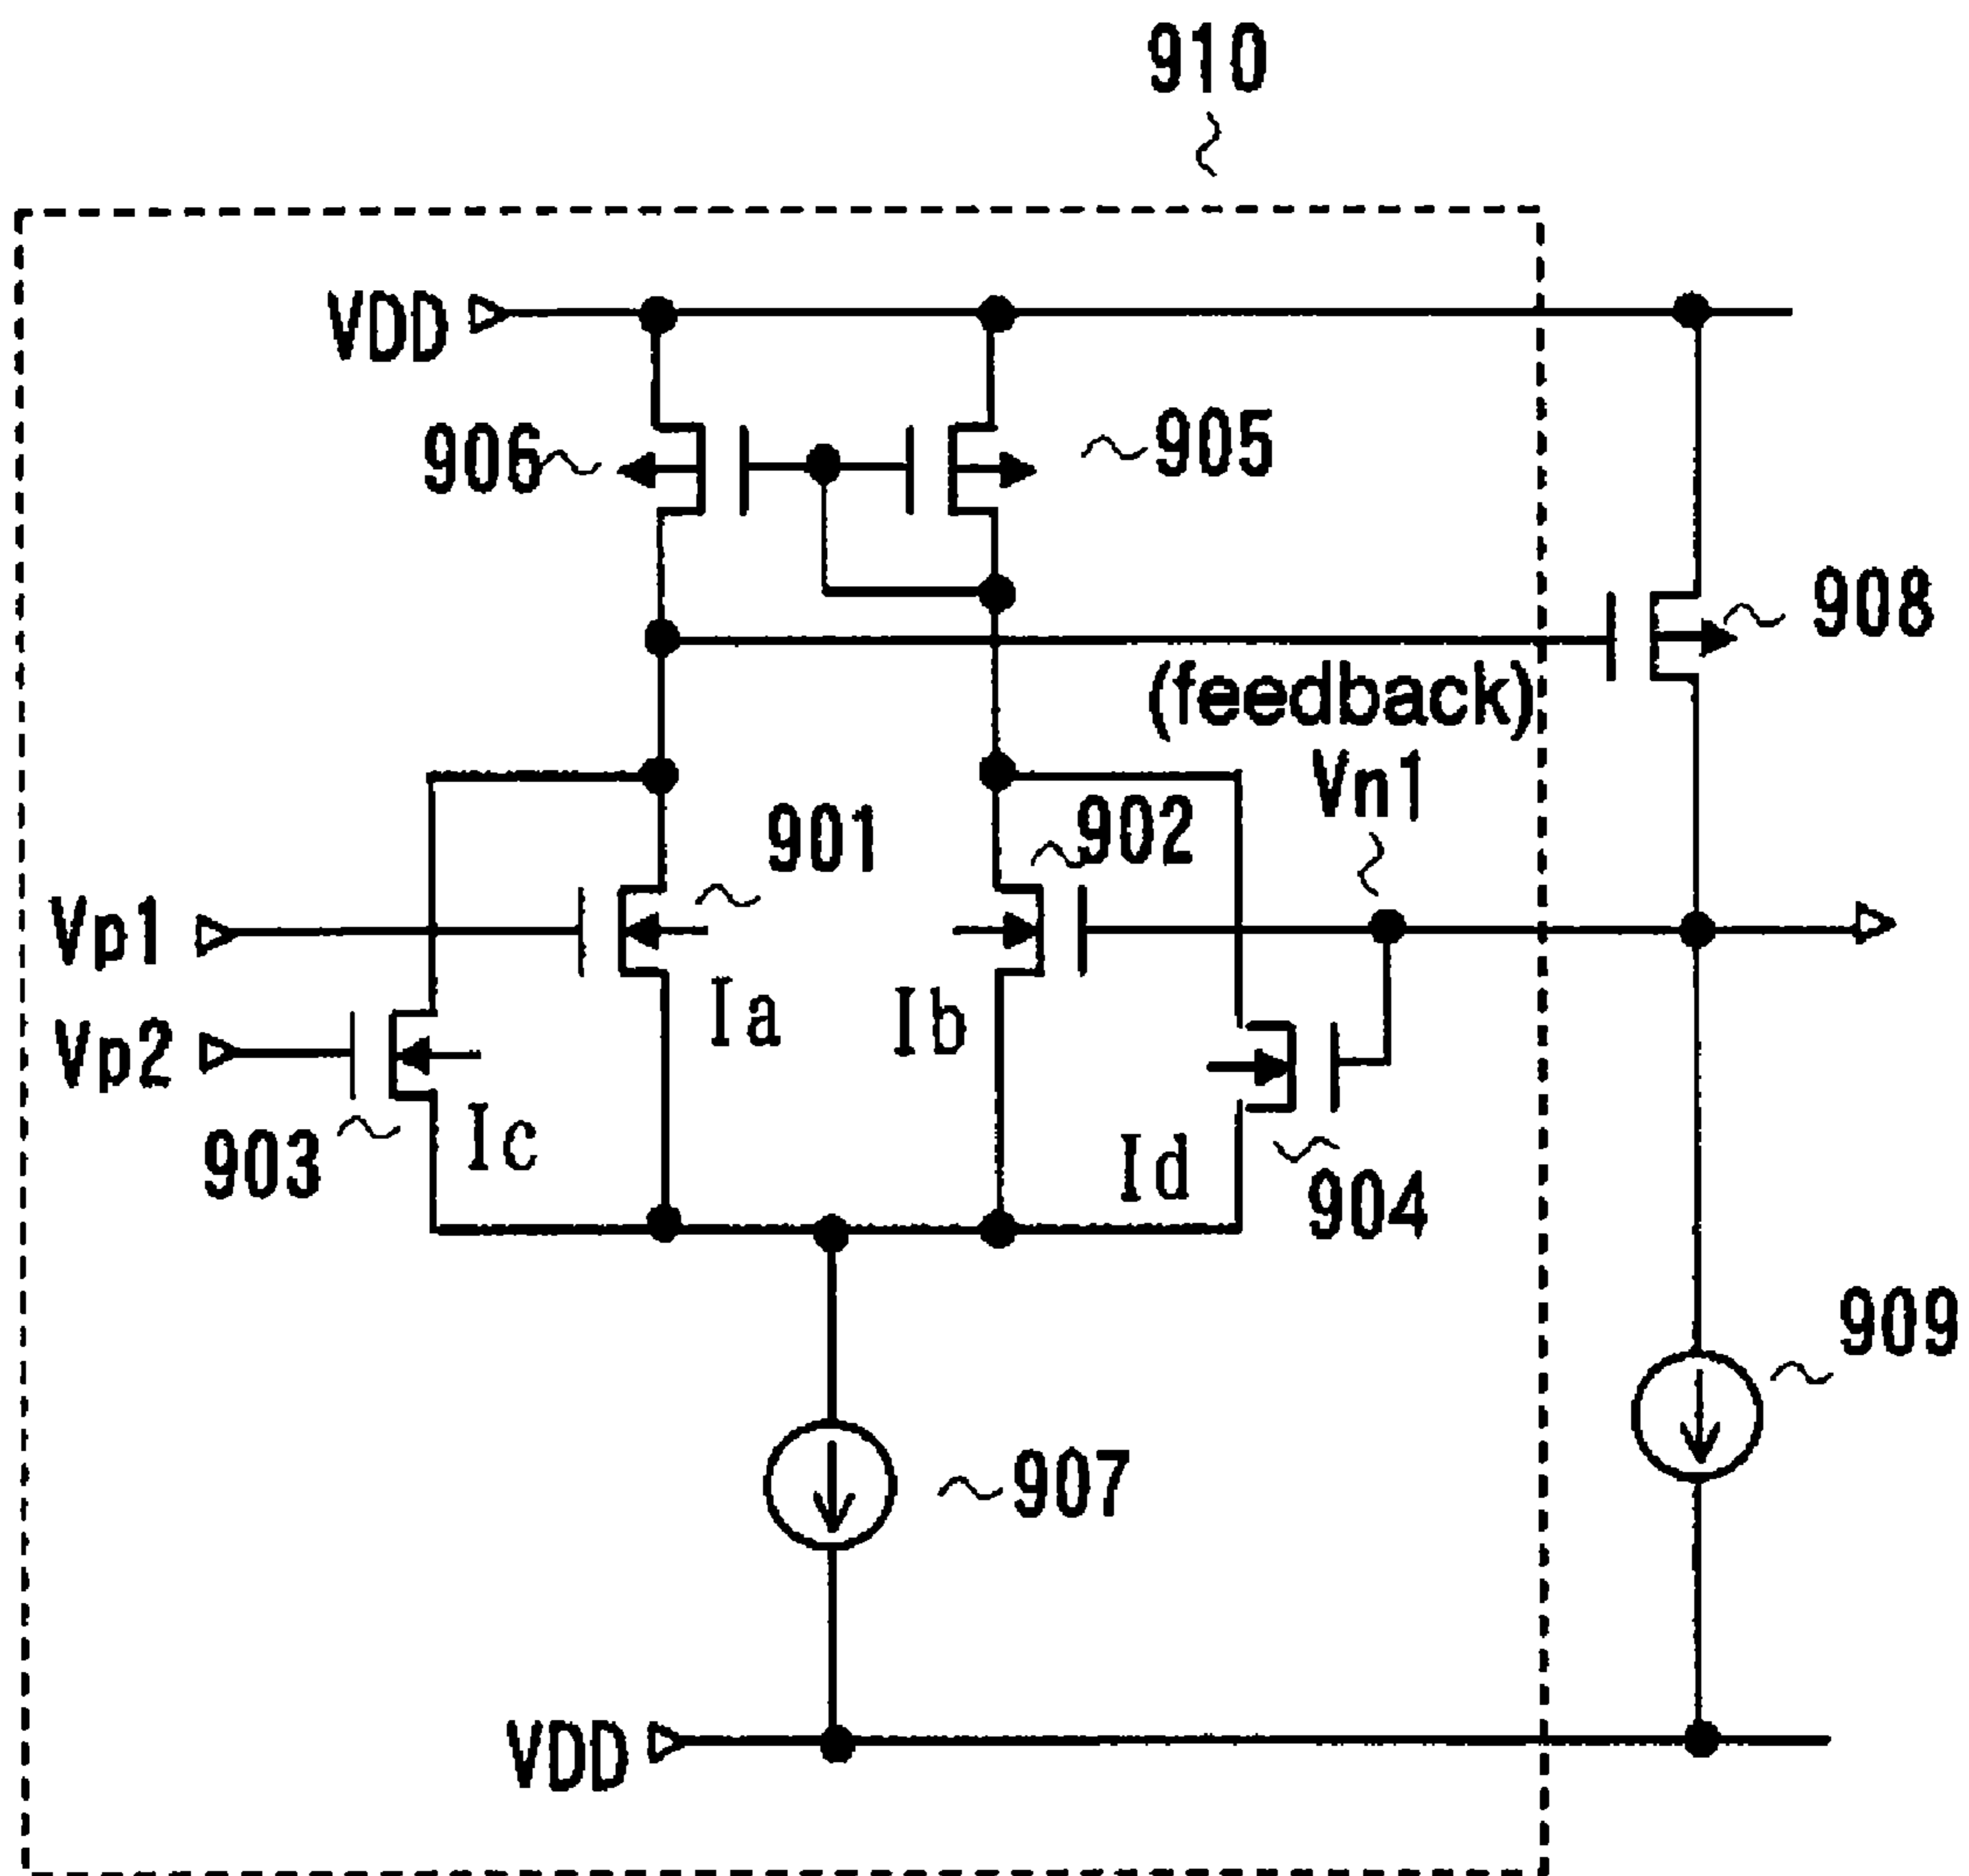 910
VDD
906
905
908
(feedback)
Vn1
901
902
Vp1
Ia
Ib
Vp2
Ic
903
Id
904
909
907
VDD